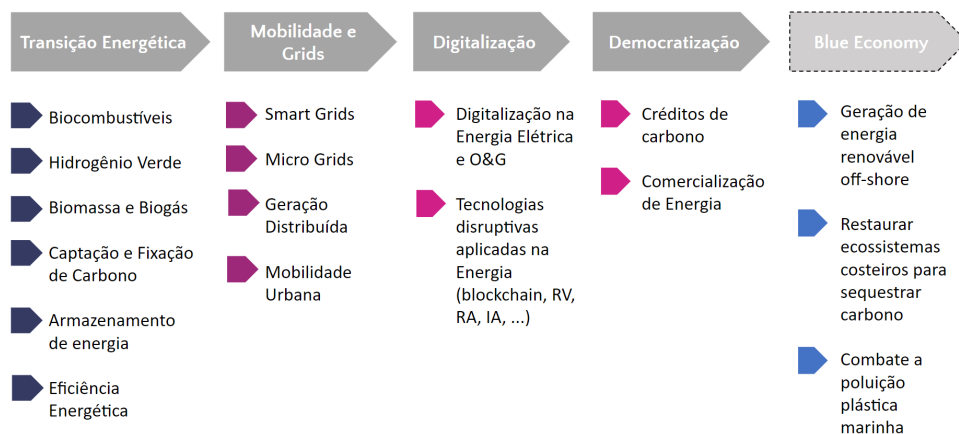 Transição Energética
Mobilidade e
Grids
Digitalização
Democratização
Blue Economy
Biocombustíveis
Hidrogênio Verde
Biomassa e Biogás
Captação e Fixação
de Carbono
Armazenamento
de energia
Eficiência
Energética
Smart Grids
Micro Grids
Geração
Distribuída
Mobilidade
Urbana
Digitalização na
Energia Elétrica
e O&G
Tecnologias
disruptivas
aplicadas na
Energia
(blockchain, RV,
RA, IA, ...)
Créditos de
carbono
Comercialização
de Energia
Geração de
energia
renovável
off-shore
Restaurar
ecossistemas
costeiros para
sequestrar
carbono
Combate a
poluição
plástica
marinha